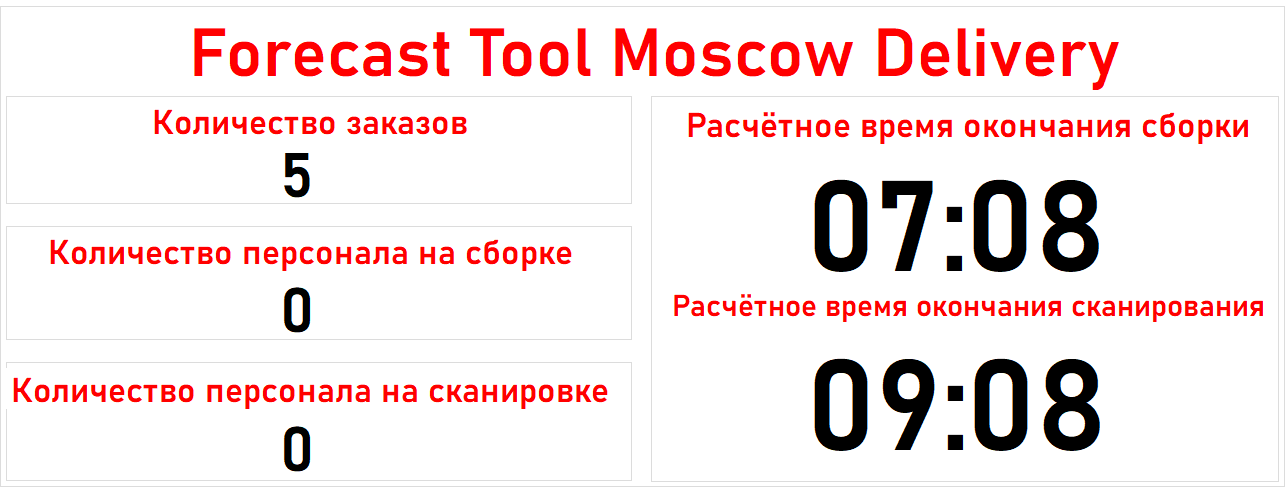 Forecast Tool Moscow Delivery
Количество заказов
5
Количество персонала на сборке
0
Количество персонала на сканировке
0
Расчётное время окончания сборки
07:08
Расчётное время окончания сканирования
09:08